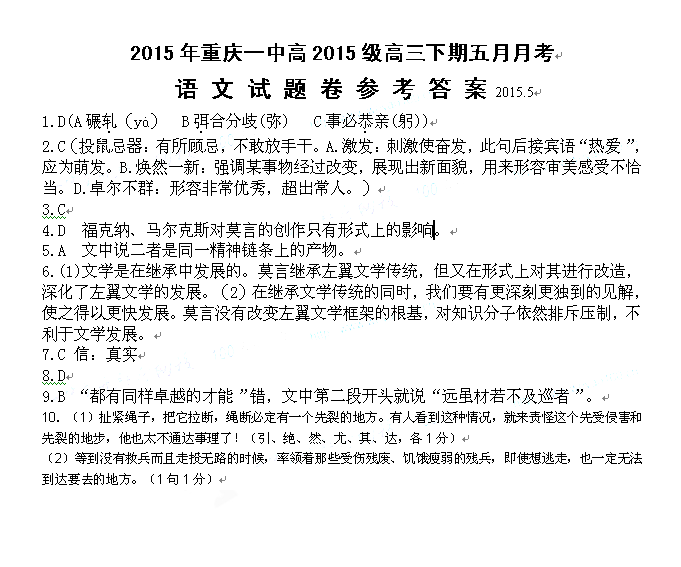 2015年重庆一中高2015级高三下期五月月考
语 文 试 题 卷 参 考 答 案 2015.5
1.D(A碾轧（yà） B弭合分歧(弥) C事必恭亲(躬))
2.C(投鼠忌器：有所顾忌，不敢放手干。A.激发：刺激使奋发，此句后接宾语“热爱”，
应为萌发。B.焕然一新：强调某事物经过改变，展现出新面貌，用来形容审美感受不恰
当。D.卓尔不群：形容非常优秀，超出常人。)
3.C
4.D 福克纳、马尔克斯对莫言的创作只有形式上的影响。
5.A 文中说二者是同一精神链条上的产物。
6.(1)文学是在继承中发展的。莫言继承左翼文学传统，但又在形式上对其进行改造，
深化了左翼文学的发展。（2）在继承文学传统的同时，我们要有更深刻更独到的见解，
使之得以更快发展。莫言没有改变左翼文学框架的根基，对知识分子依然排斥压制，不
利于文学发展。
7.C 信：真实
8.D
9.B “都有同样卓越的才能”错，文中第二段开头就说“远虽材若不及巡者”。
10. （1）扯紧绳子，把它拉断，绳断必定有一个先裂的地方。有人看到这种情况，就来责怪这个先受侵害和
先裂的地步，他也太不通达事理了！（引、绝、然、尤、其、达，各1分）
（2）等到没有救兵而且走投无路的时候，率领着那些受伤残废、饥饿瘦弱的残兵，即使想逃走，也一定无法
到达要去的地方。（1句1分）